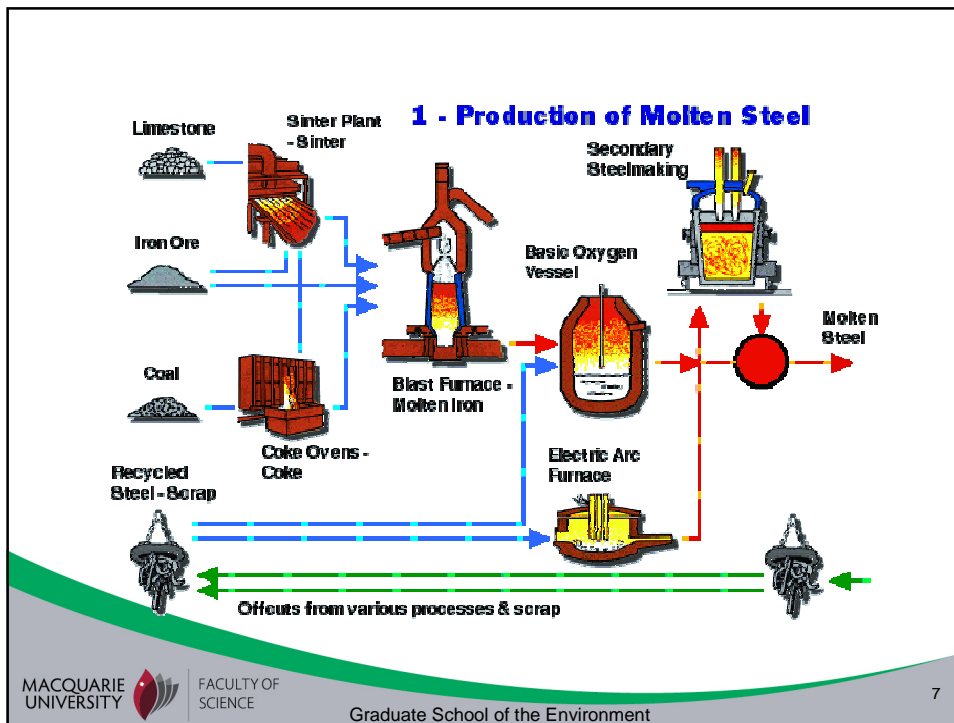 1 - Production of Molten Steel
Limestone
Sinter Plant
- Sinter
Secondary
Steelmaking
Iron Ore
Basic Oxygen
Vessel
Molten
Steel
Coal
Blast Furnace -
Molten Iron
Coke Ovens -
Coke
Electric Arc
Furnace
Recycled
Steel - Scrap
Offcuts from various processes & scrap
MACQUARIE
UNIVERSITY
FACULTY OF
SCIENCE
Graduate School of the Environment
7